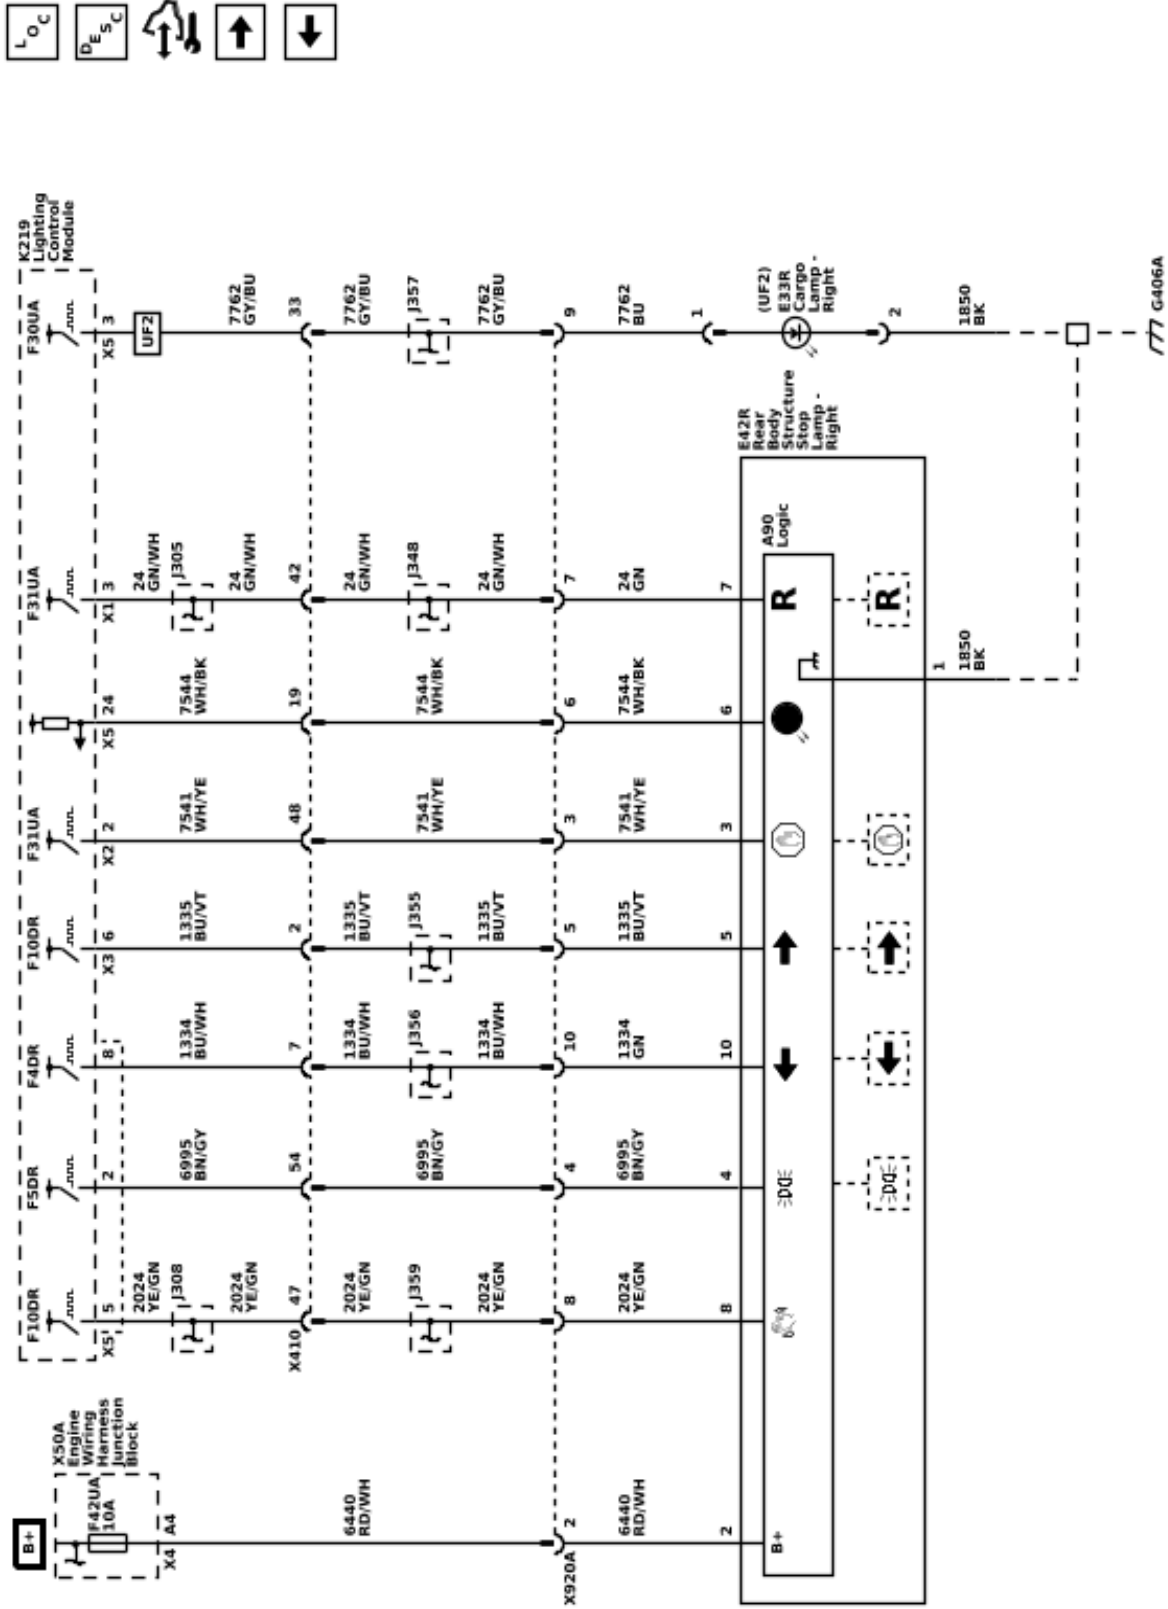 L
O
C
D
E
S
C
B+
X50A
Engine
Wiring
Harness
Junction
Block
F42UA
10A
X4
A4
6440
RD/WH
X920A
2
6440
RD/WH
2
B+
K219
Lighting
Control
Module
F10DR
X5
5
2024
YE/GN
J308
2024
YE/GN
X410
47
2024
YE/GN
J359
2024
YE/GN
8
2024
YE/GN
8
F5DR
2
6995
BN/GY
54
6995
BN/GY
4
6995
BN/GY
4
F4DR
8
1334
BU/WH
7
1334
BU/WH
J356
1334
BU/WH
10
1334
GN
10
F10DR
X3
6
1335
BU/VT
2
1335
BU/VT
J355
1335
BU/VT
5
1335
BU/VT
5
F31UA
X2
2
7541
WH/YE
48
7541
WH/YE
3
7541
WH/YE
3
X5
24
7544
WH/BK
19
7544
WH/BK
6
7544
WH/BK
6
F31UA
X1
3
24
GN/WH
J305
24
GN/WH
42
24
GN/WH
J348
24
GN/WH
7
24
GN
7
R
R
A90
Logic
E42R
Rear
Body
Structure
Stop
Lamp -
Right
1
1850
BK
F30UA
X5
3
UF2
7762
GY/BU
33
7762
GY/BU
J357
7762
GY/BU
9
7762
BU
1
(UF2)
E33R
Cargo
Lamp -
Right
2
1850
BK
G406A